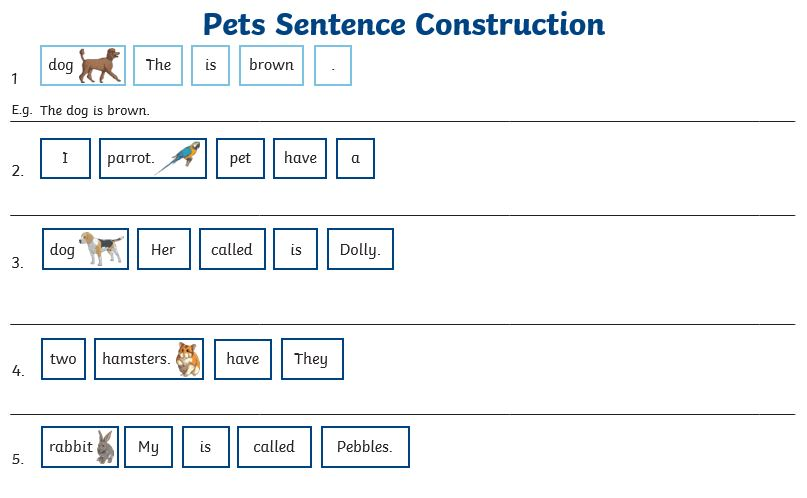 Pets Sentence Construction
1 dog The is brown .
E.g. The dog is brown.
2. I parrot. pet have a
3. dog Her called is Dolly.
4. two hamsters. have They
5. rabbit My is called Pebbles.